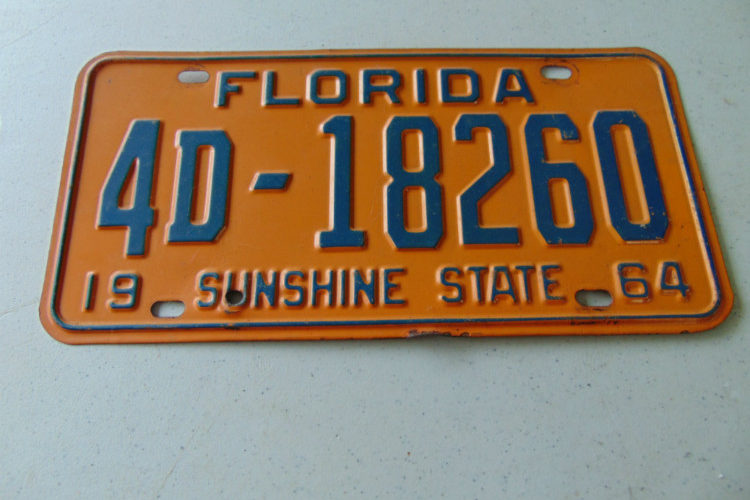 FLORIDA
4D-18260
19 SUNSHINE STATE 64